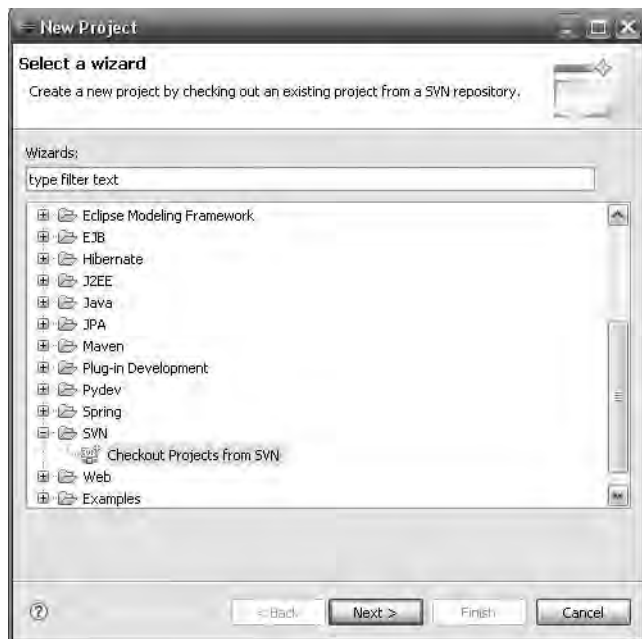 New Project
Select a wizard
Create a new project by checking out an existing project from a SVN repository.
Wizards:
type filter text
Eclipse Modeling Framework
EJB
Hibernate
J2EE
Java
JPA
Maven
Plug-in Development
Pydev
Spring
SVN
Checkout Projects from SVN
Web
Examples
< Back Next > Finish Cancel